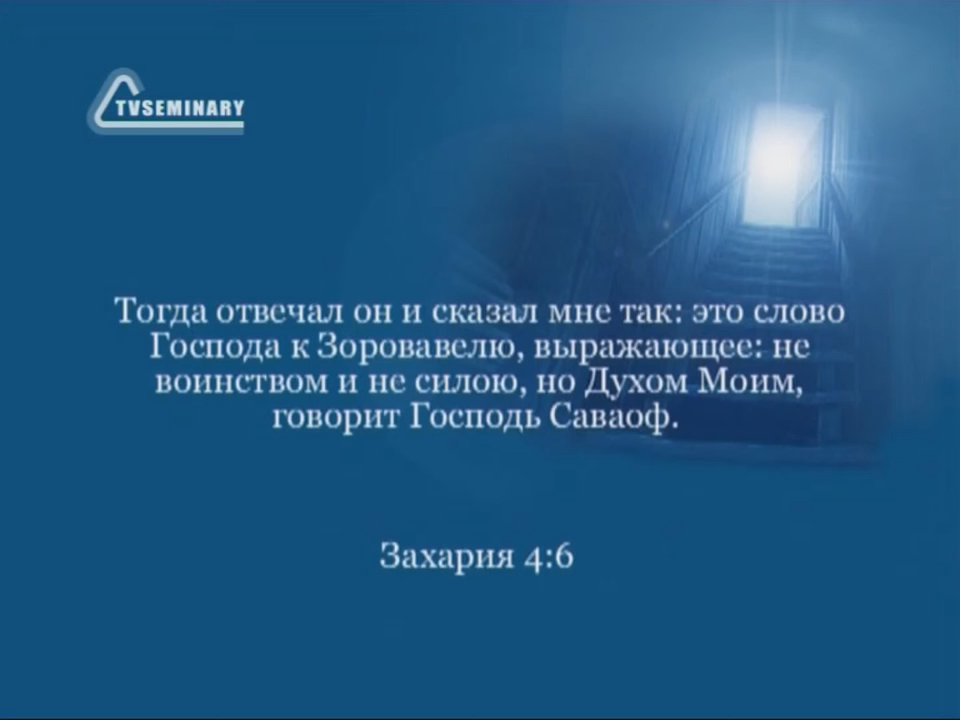 TVSEMINARY
Тогда отвечал он и сказал мне так: это слово
Господа к Зоровавелю, выражающее: не
воинством и не силою, но Духом Моим,
говорит Господь Саваоф.
Захария 4:6